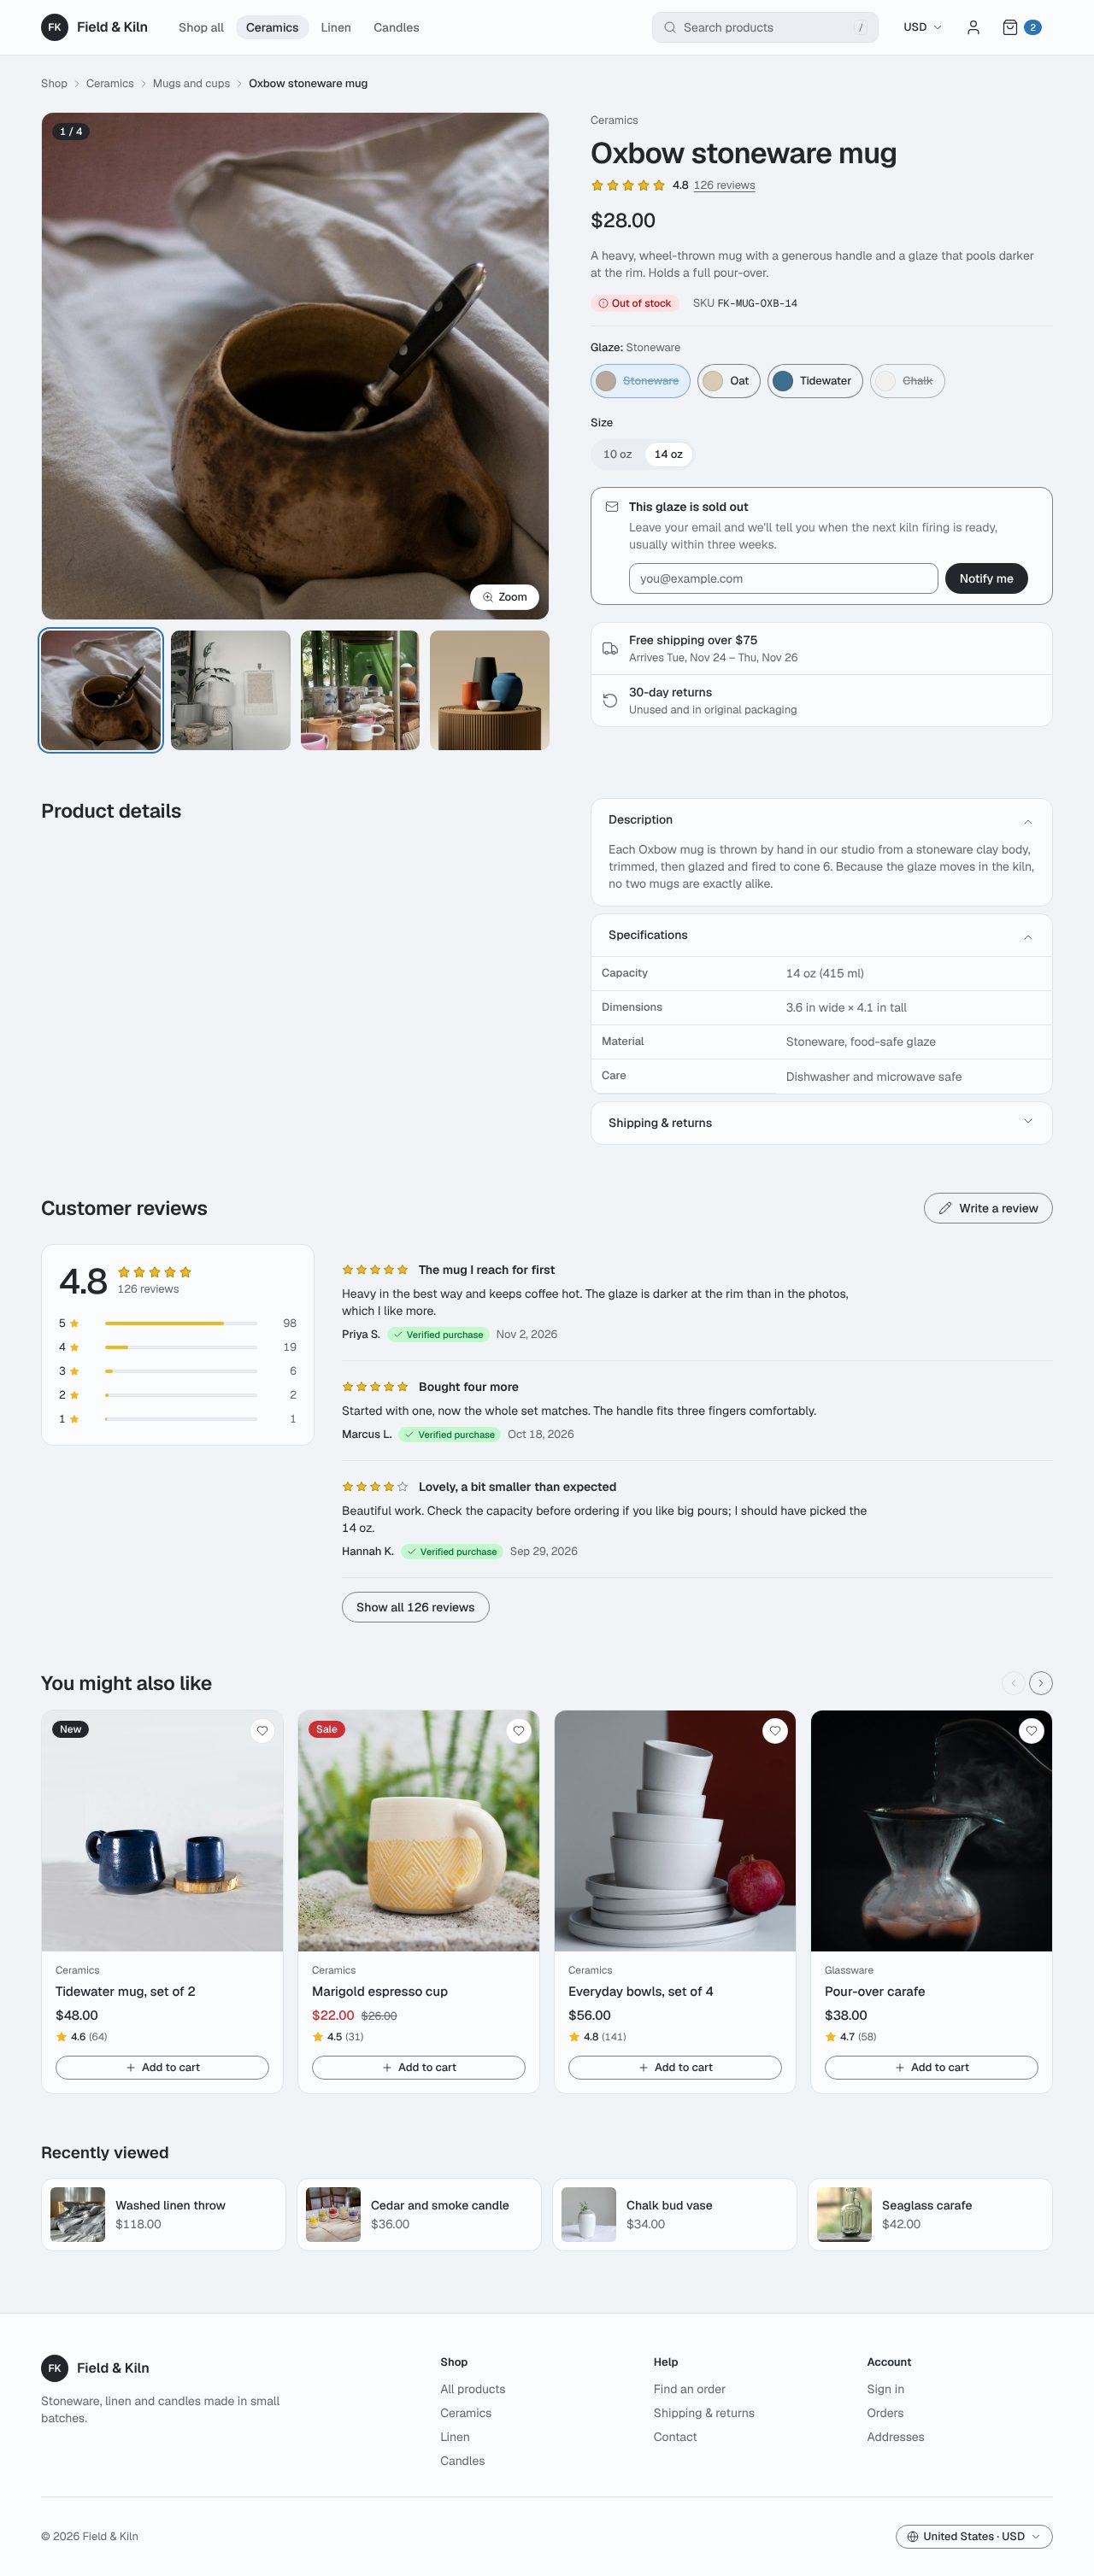 FK Field & Kiln Shop all Ceramics Linen Candles Search products / USD 2
Shop Ceramics Mugs and cups Oxbow stoneware mug
1 / 4
Zoom
Ceramics
Oxbow stoneware mug
4.8 126 reviews
$28.00
A heavy, wheel-thrown mug with a generous handle and a glaze that pools darker
at the rim. Holds a full pour-over.
Out of stock SKU FK-MUG-OXB-14
Glaze: Stoneware
Stoneware Oat Tidewater Chalk
Size
10 oz 14 oz
This glaze is sold out
Leave your email and we'll tell you when the next kiln firing is ready,
usually within three weeks.
you@example.com Notify me
Free shipping over $75
Arrives Tue, Nov 24 – Thu, Nov 26
30-day returns
Unused and in original packaging
Product details
Description
Each Oxbow mug is thrown by hand in our studio from a stoneware clay body,
trimmed, then glazed and fired to cone 6. Because the glaze moves in the kiln,
no two mugs are exactly alike.
Specifications
Capacity 14 oz (415 ml)
Dimensions 3.6 in wide × 4.1 in tall
Material Stoneware, food-safe glaze
Care Dishwasher and microwave safe
Shipping & returns
Customer reviews
Write a review
4.8
126 reviews
5 98
4 19
3 6
2 2
1 1
The mug I reach for first
Heavy in the best way and keeps coffee hot. The glaze is darker at the rim than in the photos,
which I like more.
Priya S. Verified purchase Nov 2, 2026
Bought four more
Started with one, now the whole set matches. The handle fits three fingers comfortably.
Marcus L. Verified purchase Oct 18, 2026
Lovely, a bit smaller than expected
Beautiful work. Check the capacity before ordering if you like big pours; I should have picked the
14 oz.
Hannah K. Verified purchase Sep 29, 2026
Show all 126 reviews
You might also like
New
Ceramics
Tidewater mug, set of 2
$48.00
4.6 (64)
Add to cart
Sale
Ceramics
Marigold espresso cup
$22.00 $26.00
4.5 (31)
Add to cart
Ceramics
Everyday bowls, set of 4
$56.00
4.8 (141)
Add to cart
Glassware
Pour-over carafe
$38.00
4.7 (58)
Add to cart
Recently viewed
Washed linen throw
$118.00
Cedar and smoke candle
$36.00
Chalk bud vase
$34.00
Seaglass carafe
$42.00
FK Field & Kiln
Stoneware, linen and candles made in small
batches.
Shop
All products
Ceramics
Linen
Candles
Help
Find an order
Shipping & returns
Contact
Account
Sign in
Orders
Addresses
© 2026 Field & Kiln
United States · USD